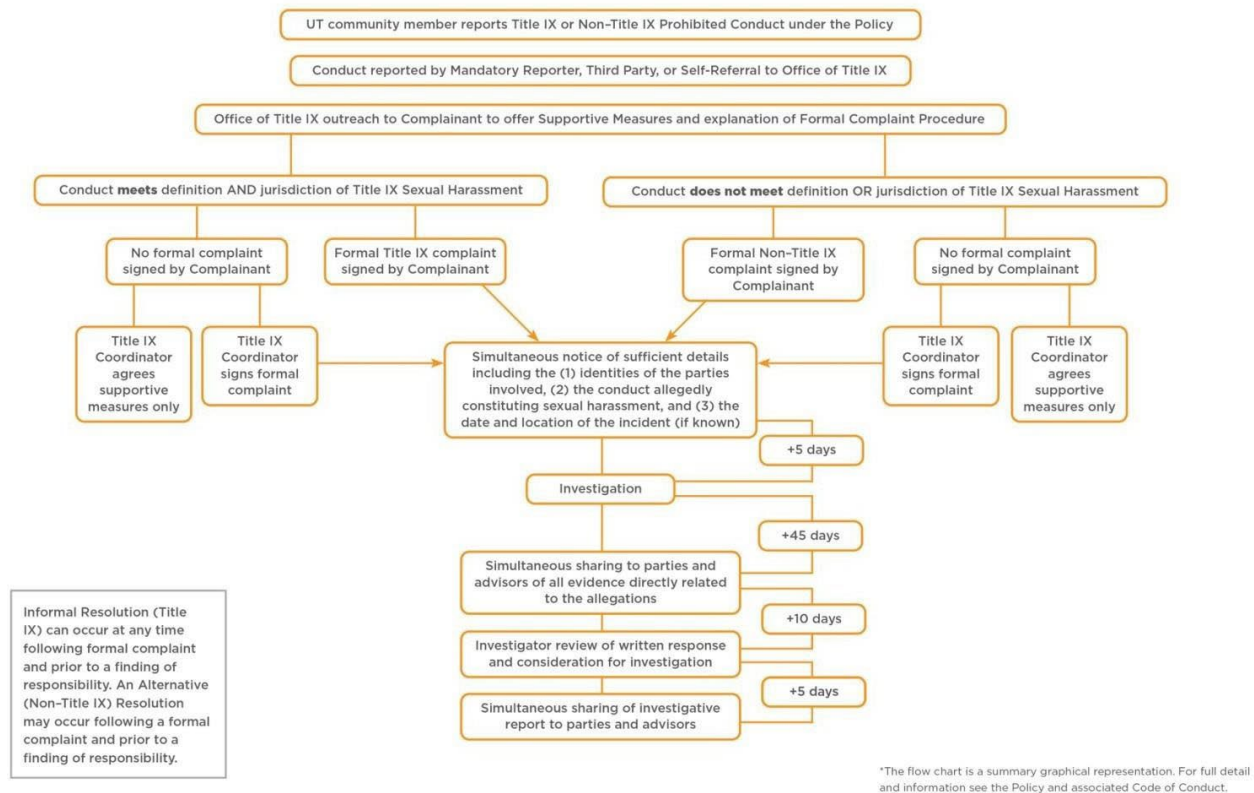 UT community member reports Title IX or Non–Title IX Prohibited Conduct under the Policy
Conduct reported by Mandatory Reporter, Third Party, or Self-Referral to Office of Title IX
Office of Title IX outreach to Complainant to offer Supportive Measures and explanation of Formal Complaint Procedure
Conduct meets definition AND jurisdiction of Title IX Sexual Harassment
Conduct does not meet definition OR jurisdiction of Title IX Sexual Harassment
No formal complaint
signed by Complainant
Formal Title IX complaint
signed by Complainant
Formal Non–Title IX
complaint signed by
Complainant
No formal complaint
signed by Complainant
Title IX
Coordinator
agrees
supportive
measures only
Title IX
Coordinator
signs formal
complaint
Simultaneous notice of sufficient details
including the (1) identities of the parties
involved, (2) the conduct allegedly
constituting sexual harassment, and (3) the
date and location of the incident (if known)
Title IX
Coordinator
signs formal
complaint
Title IX
Coordinator
agrees
supportive
measures only
+5 days
Investigation
+45 days
Simultaneous sharing to parties and
advisors of all evidence directly related
to the allegations
+10 days
Investigator review of written response
and consideration for investigation
+5 days
Simultaneous sharing of investigative
report to parties and advisors
Informal Resolution (Title
IX) can occur at any time
following formal complaint
and prior to a finding of
responsibility. An Alternative
(Non–Title IX) Resolution
may occur following a formal
complaint and prior to a
finding of responsibility.
*The flow chart is a summary graphical representation. For full detail
and information see the Policy and associated Code of Conduct.